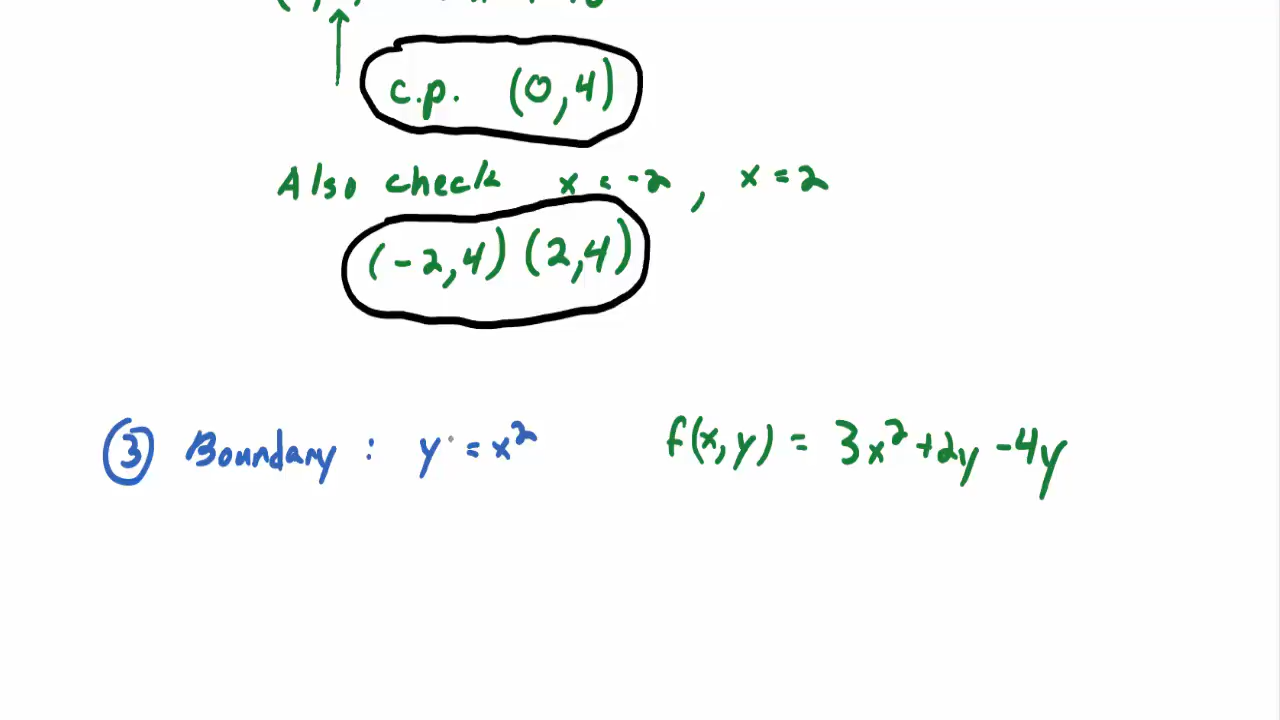 c.p. (0,4)
Also check x = -2 , x = 2
(-2,4) (2,4)
③ Boundary : y = x² f(x,y) = 3x² + 2y - 4y